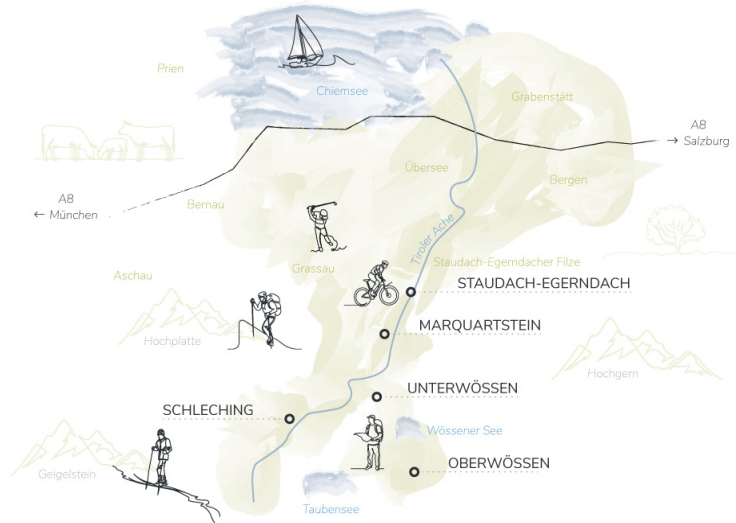 Prien
Chiemsee
Grabenstätt
A8
→ Salzburg
Übersee
Bergen
A8
← München
Bernau
Tiroler Ache
Staudach-Egerndacher Filze
Grassau
Aschau
STAUDACH-EGERNDACH
MARQUARTSTEIN
Hochplatte
Hochgern
UNTERWÖSSEN
SCHLECHING
Wössener See
OBERWÖSSEN
Geigelstein
Taubensee